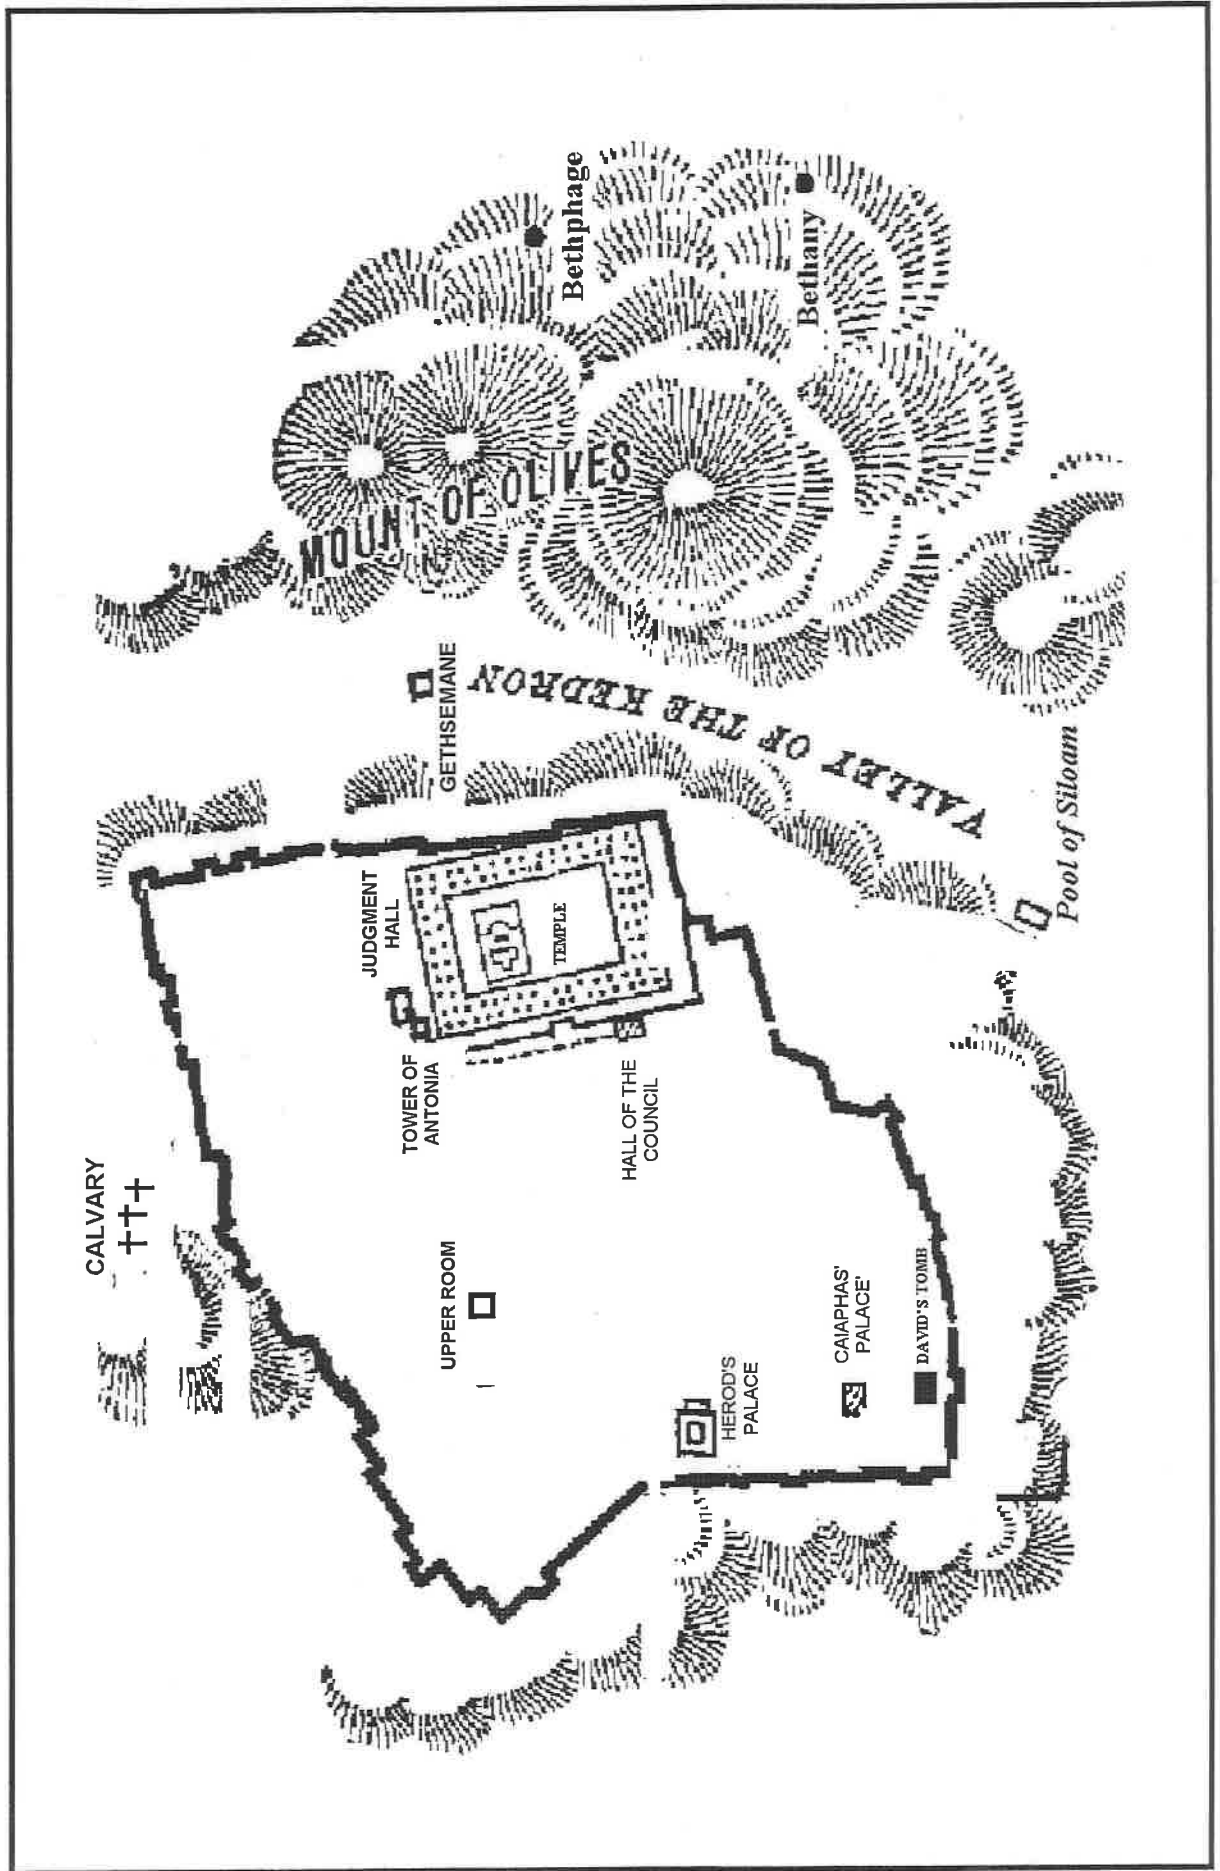 CALVARY
MOUNT OF OLIVES
Bethphage
Bethany
GETHSEMANE
VALLEY OF THE KEDRON
JUDGMENT
HALL
TEMPLE
TOWER OF
ANTONIA
HALL OF THE
COUNCIL
UPPER ROOM
HEROD'S
PALACE
CAIAPHAS'
PALACE'
DAVID'S TOMB
Pool of Siloam